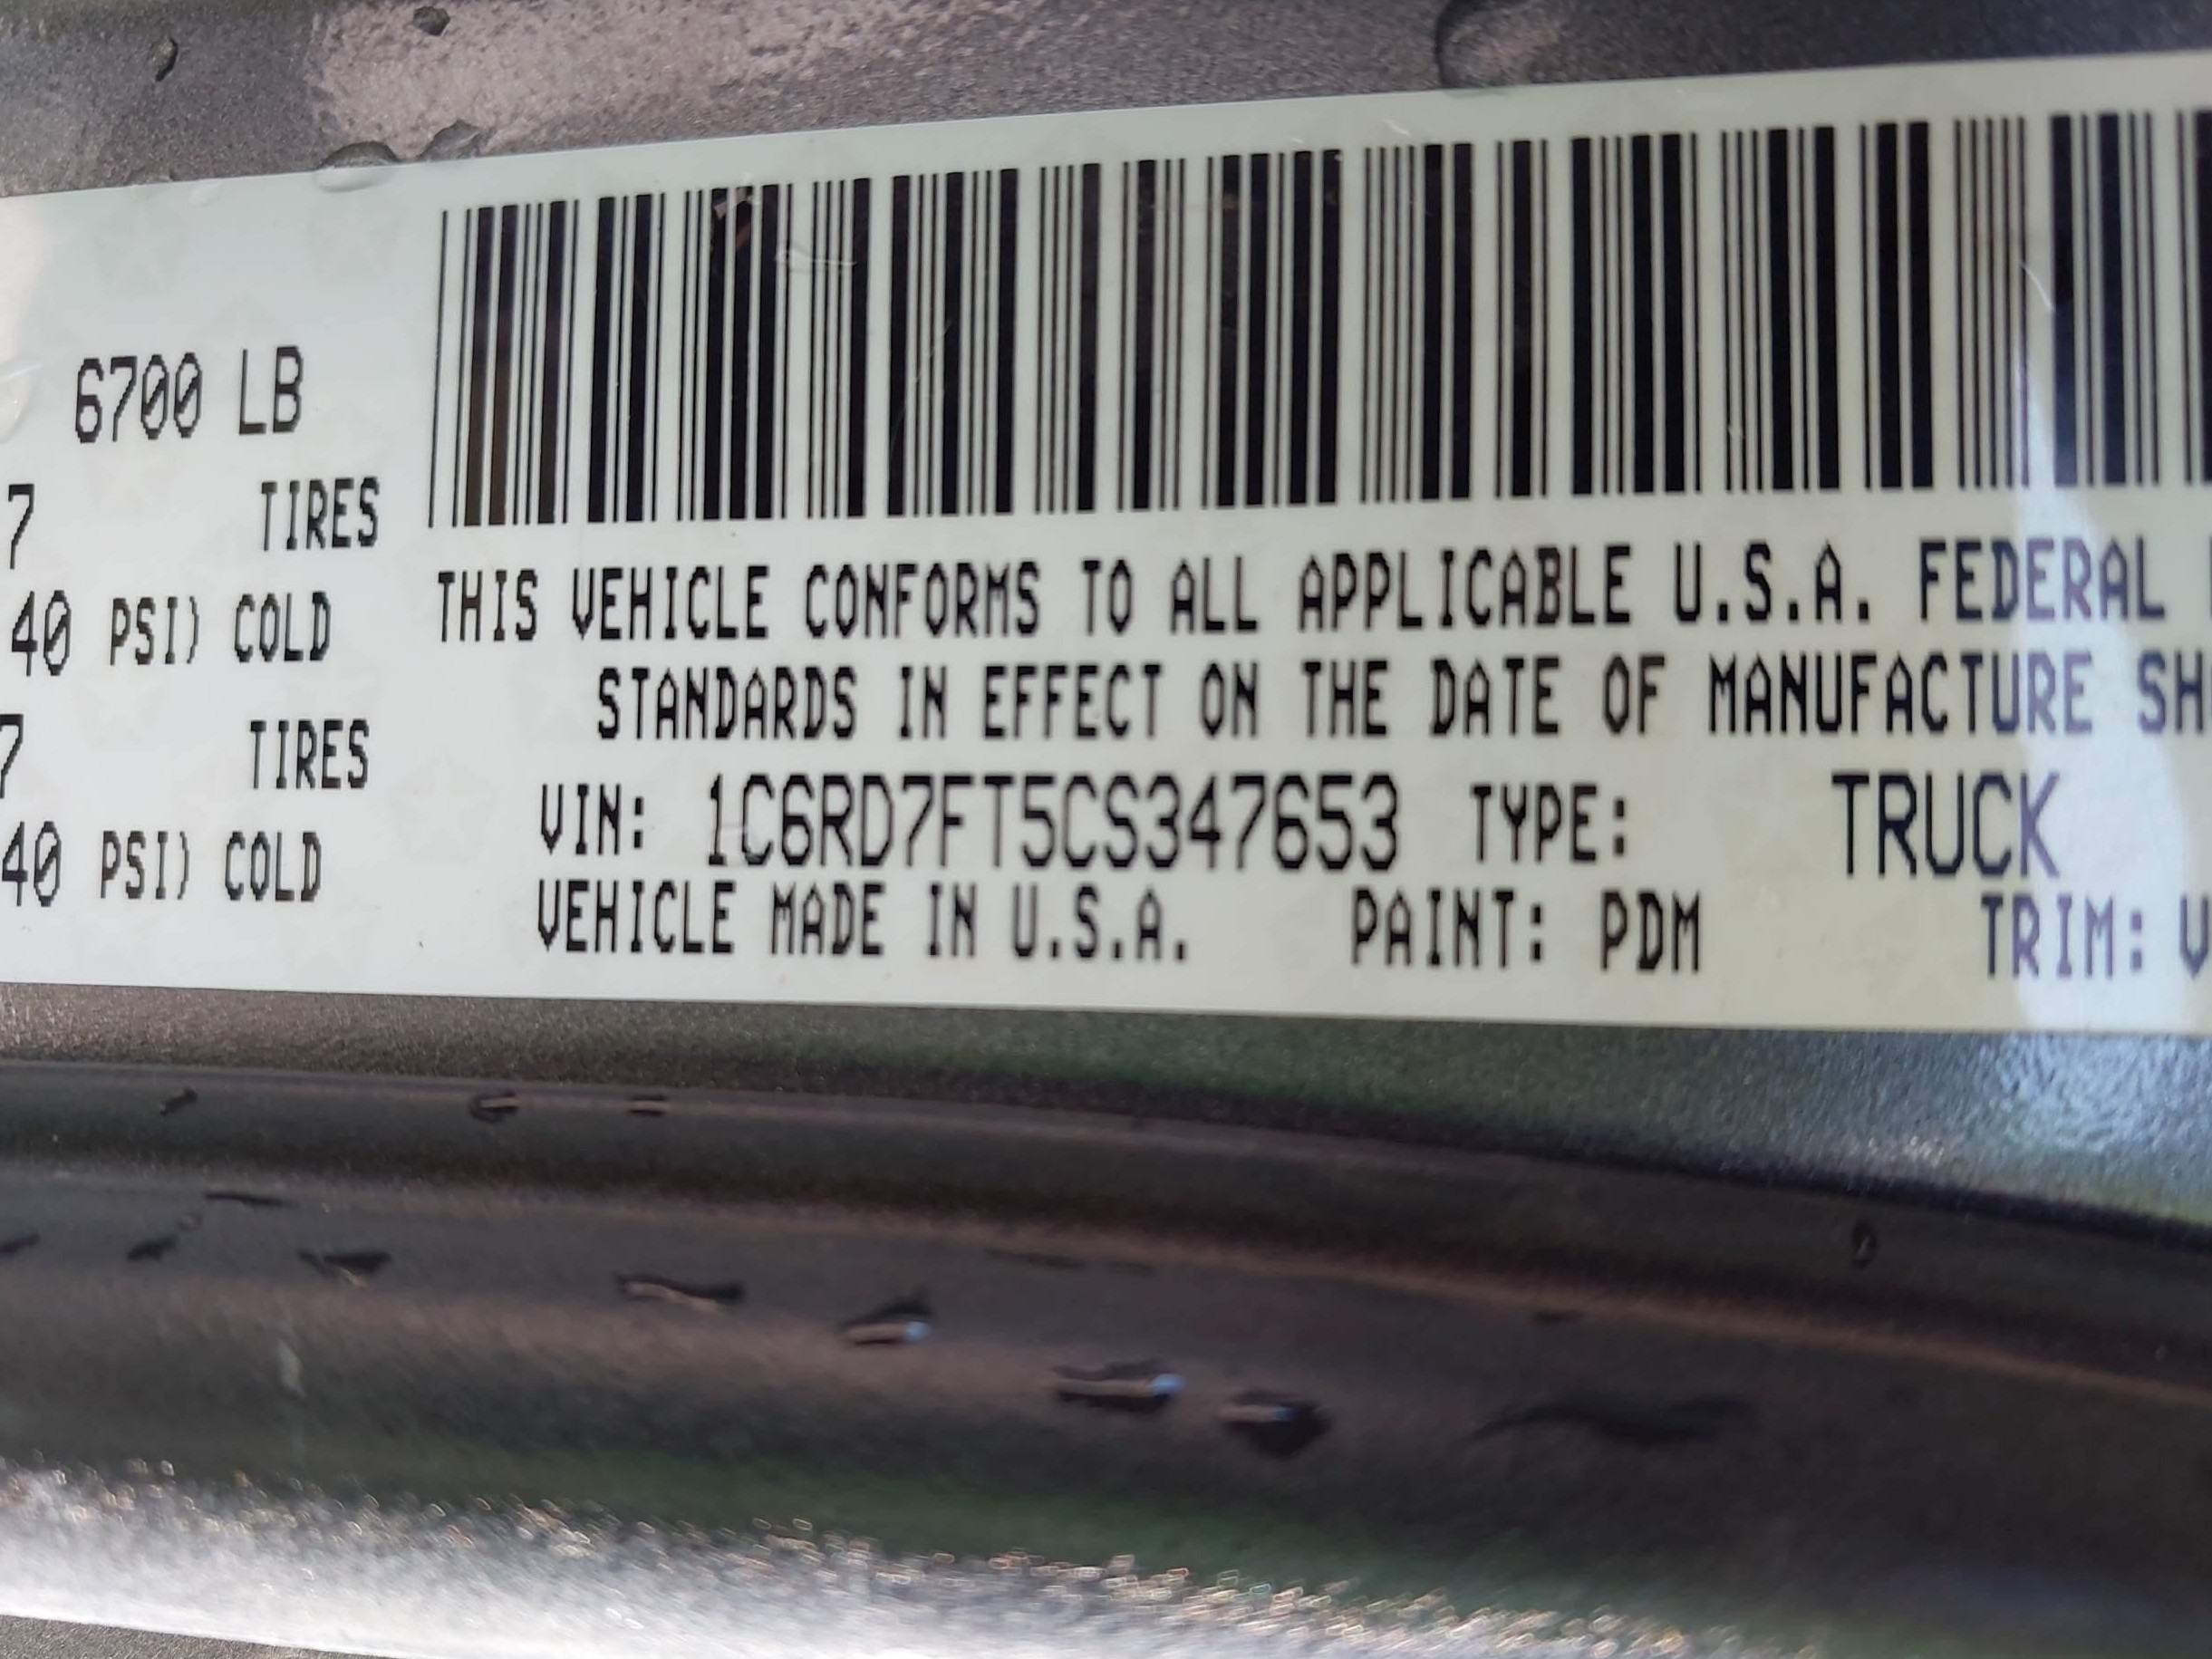 6700 LB
7 TIRES
40 PSI) COLD
7 TIRES
40 PSI) COLD
THIS VEHICLE CONFORMS TO ALL APPLICABLE U.S.A. FEDERAL
STANDARDS IN EFFECT ON THE DATE OF MANUFACTURE SH
VIN: 1C6RD7FT5CS347653 TYPE: TRUCK
VEHICLE MADE IN U.S.A. PAINT: PDM TRIM: V